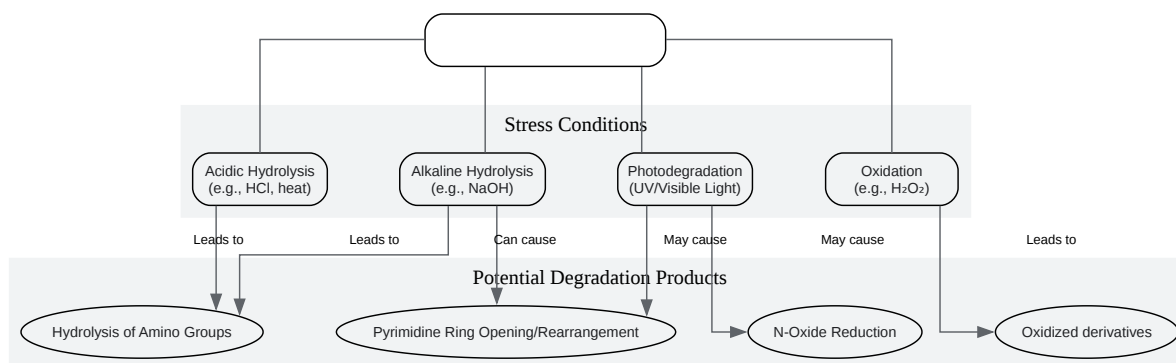 Stress Conditions
Acidic Hydrolysis
(e.g., HCl, heat)
Alkaline Hydrolysis
(e.g., NaOH)
Photodegradation
(UV/Visible Light)
Oxidation
(e.g., H₂O₂)
Leads to
Leads to
Can cause
May cause
May cause
Leads to
Potential Degradation Products
Hydrolysis of Amino Groups
Pyrimidine Ring Opening/Rearrangement
N-Oxide Reduction
Oxidized derivatives